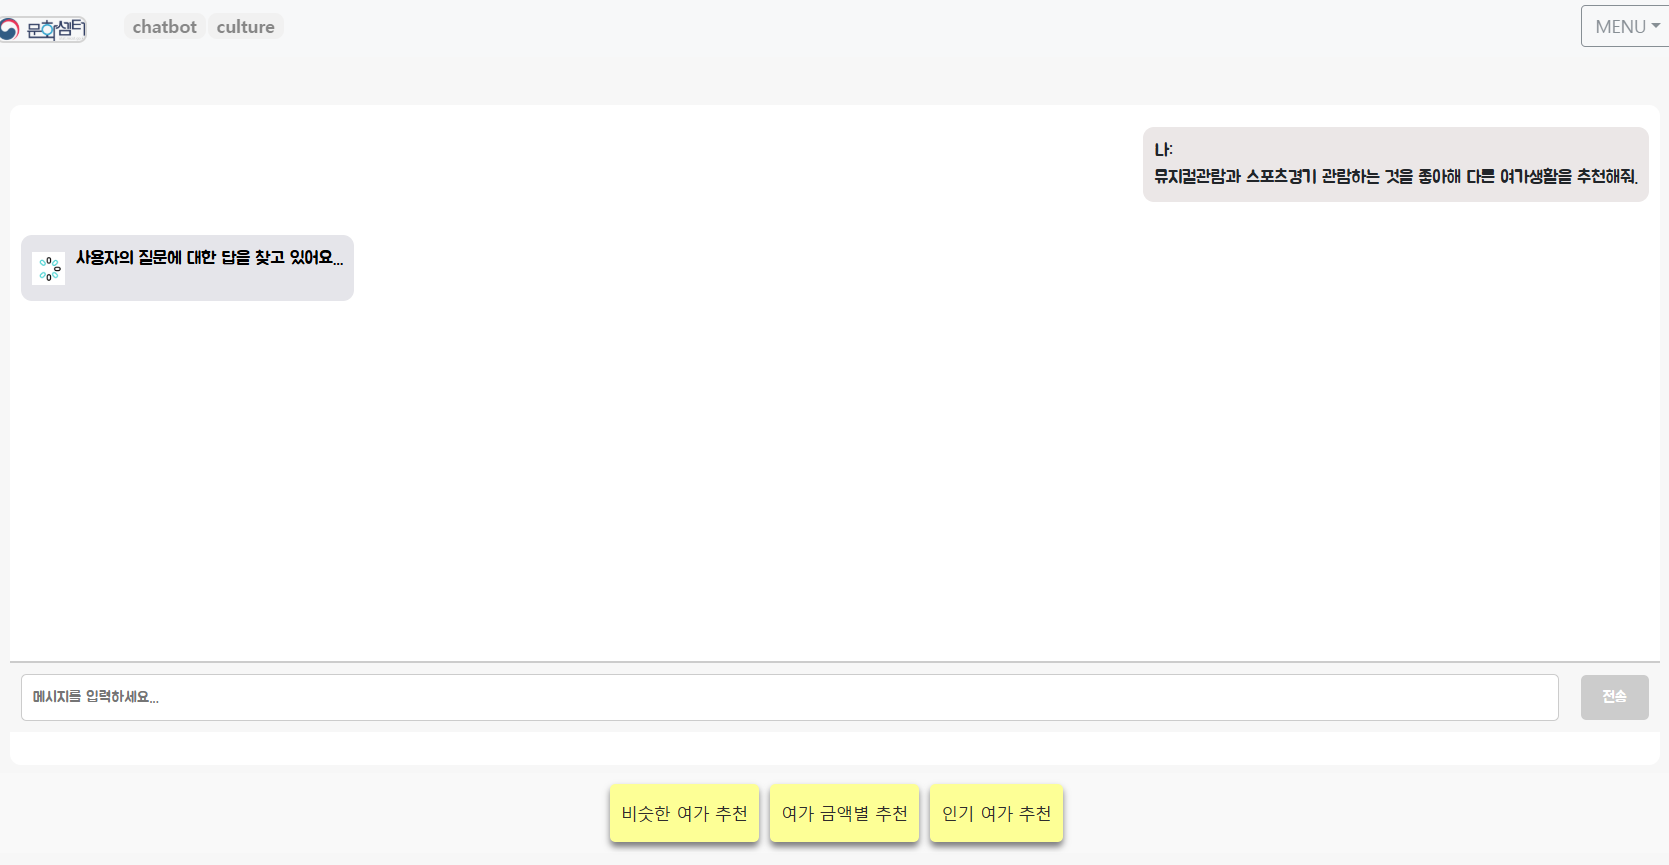 문화셈터
chatbot culture
MENU
나:
뮤지컬관람과 스포츠경기 관람하는 것을 좋아해 다른 여가생활을 추천해줘.
사용자의 질문에 대한 답을 찾고 있어요...
메시지를 입력하세요...
전송
비슷한 여가 추천
여가 금액별 추천
인기 여가 추천